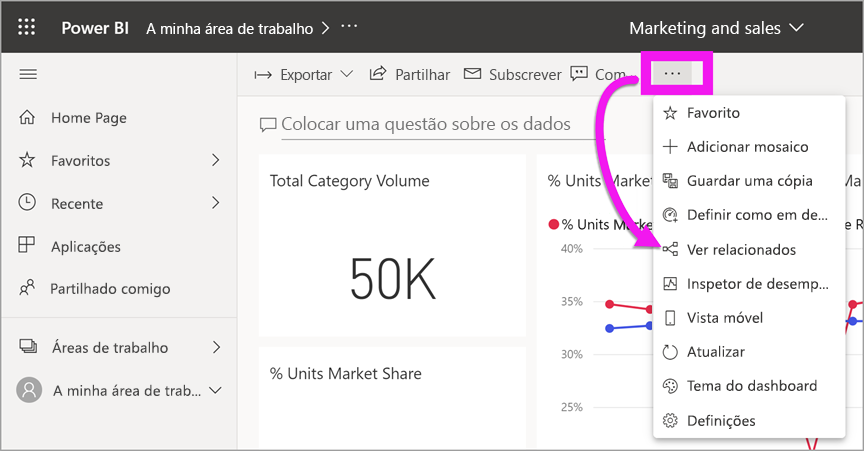 Power BI A minha área de trabalho > ... Marketing and sales
Exportar Partilhar Subscrever Com ...
Home Page
Favoritos
Recente
Aplicações
Partilhado comigo
Áreas de trabalho
A minha área de trab...
Colocar uma questão sobre os dados
Total Category Volume
50K
% Units Market Share
% Units Marke
Ma
% Units Marke
e R
40%
35%
30%
25%
Favorito
Adicionar mosaico
Guardar uma cópia
Definir como em de...
Ver relacionados
Inspetor de desemp...
Vista móvel
Atualizar
Tema do dashboard
Definições